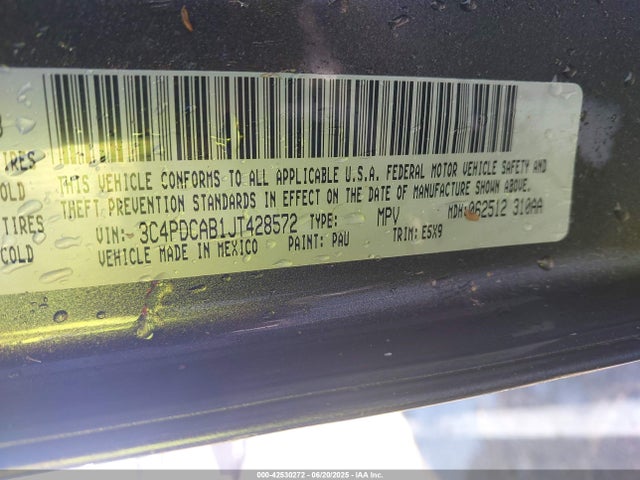 TIRES
COLD
TIRES
COLD
THIS VEHICLE CONFORMS TO ALL APPLICABLE U.S.A. FEDERAL MOTOR VEHICLE SAFETY AND
THEFT PREVENTION STANDARDS IN EFFECT ON THE DATE OF MANUFACTURE SHOWN ABOVE.
VIN: 3C4PDCAB1JT428572 TYPE: MPV MDH: 062512 310AA
VEHICLE MADE IN MEXICO PAINT: PAU TRIM: E5X9
000-42530272 - 06/20/2025 - IAA Inc.